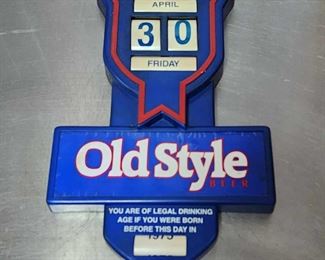 APRIL
30
FRIDAY
Old Style
BEER
YOU ARE OF LEGAL DRINKING
AGE IF YOU WERE BORN
BEFORE THIS DAY IN
1975